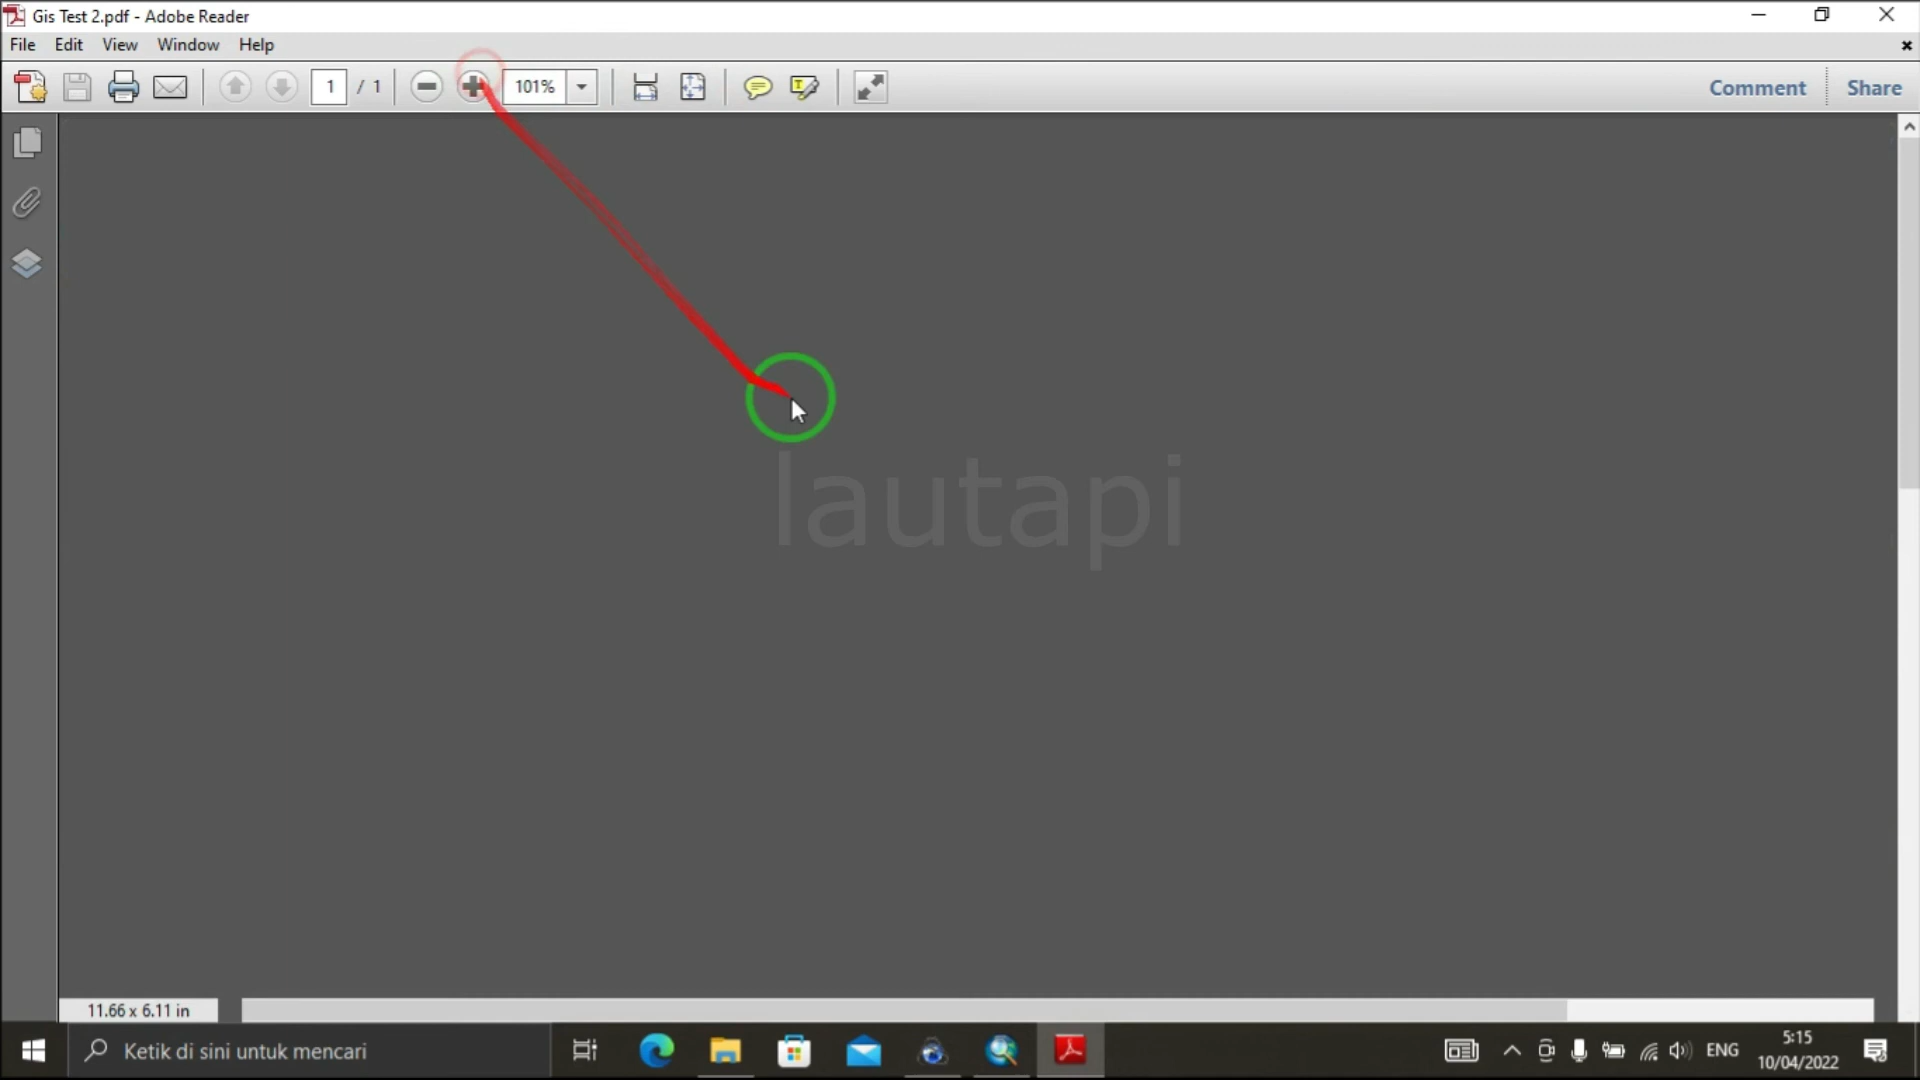 Gis Test 2.pdf - Adobe Reader
File Edit View Window Help
1 / 1 101% Comment Share
lautapi
11.66 x 6.11 in
Ketik di sini untuk mencari
ENG
5:15
10/04/2022